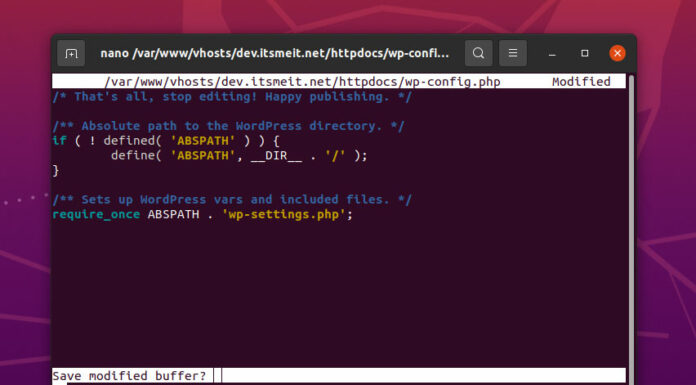 nano /var/www/vhosts/dev.itsmeit.net/httpdocs/wp-confi...
/var/www/vhosts/dev.itsmeit.net/httpdocs/wp-config.php Modified
/* That's all, stop editing! Happy publishing. */
/** Absolute path to the WordPress directory. */
if ( ! defined( 'ABSPATH' ) ) {
define( 'ABSPATH', __DIR__ . '/' );
}
/** Sets up WordPress vars and included files. */
require_once ABSPATH . 'wp-settings.php';
Save modified buffer?